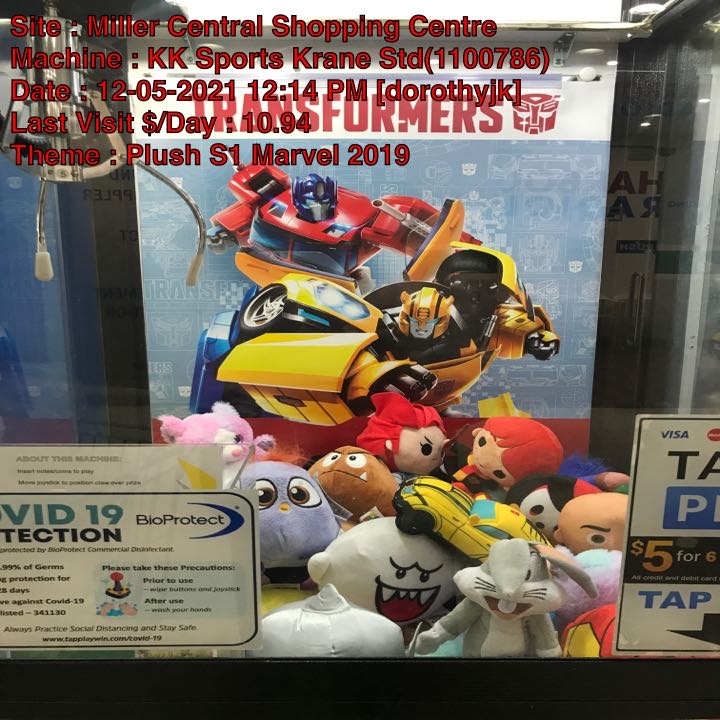 Site : Miller Central Shopping Centre
Machine : KK Sports Krane Std(1100786)
Date : 12-05-2021 12:14 PM [dorothyjk]
Last Visit $/Day : 10.94
Theme : Plush S1 Marvel 2019
TRANSFORMERS
ABOUT THIS MACHINE:
Insert notes/coins to play
Move joystick to position claw over prize
VID 19
TECTION
BioProtect
protected by BioProtect Commercial Disinfectant.
.99% of Germs
g protection for
28 days
ve against Covid-19
listed – 341130
Please take these Precautions:
Prior to use
– wipe buttons and joystick
After use
– wash your hands
Always Practice Social Distancing and Stay Safe.
www.tapplaywin.com/covid-19
VISA
TA
P
$5 for 6
All credit and debit card
TAP